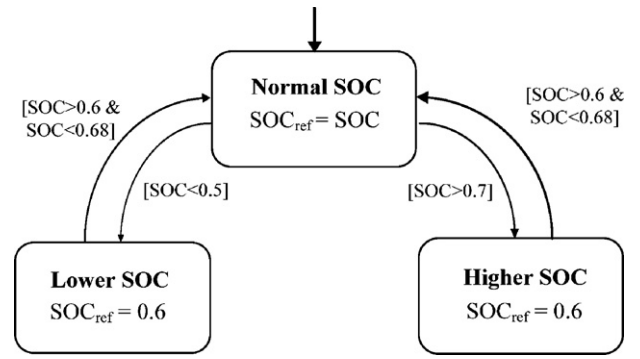 Normal SOC
SOCref = SOC
[SOC>0.6 &
SOC<0.68]
[SOC>0.6 &
SOC<0.68]
[SOC<0.5]
[SOC>0.7]
Lower SOC
SOCref = 0.6
Higher SOC
SOCref = 0.6